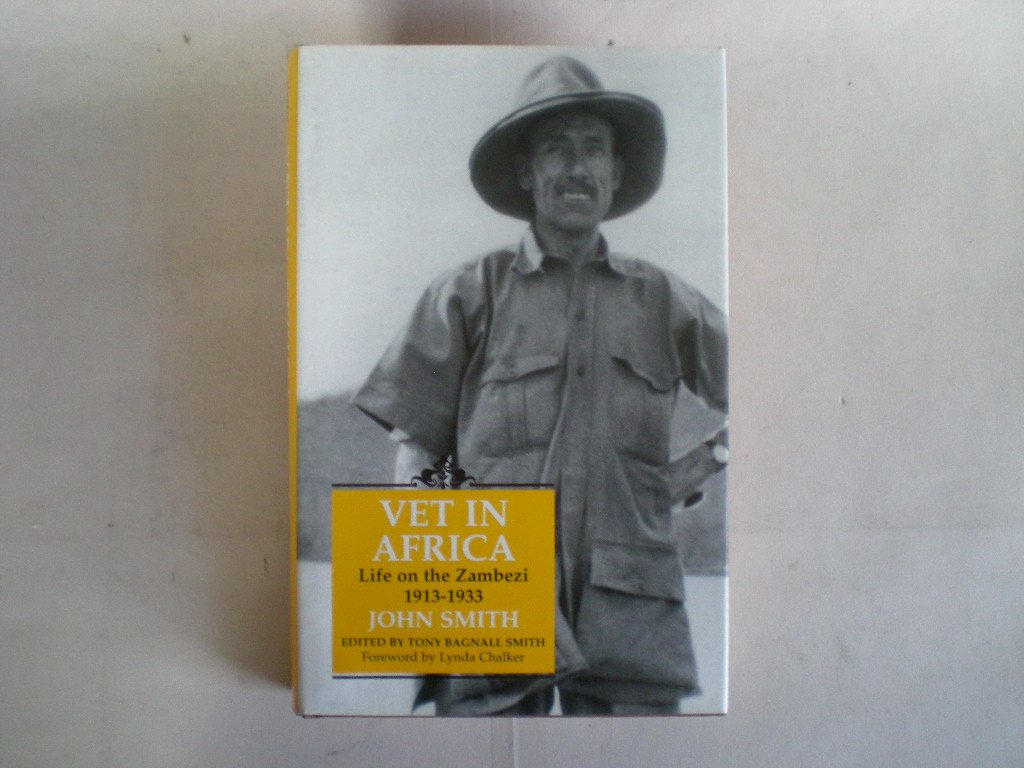 VET IN
AFRICA
Life on the Zambezi
1913-1933
JOHN SMITH
EDITED BY TONY BAGNALL SMITH
Foreword by Lynda Chalker